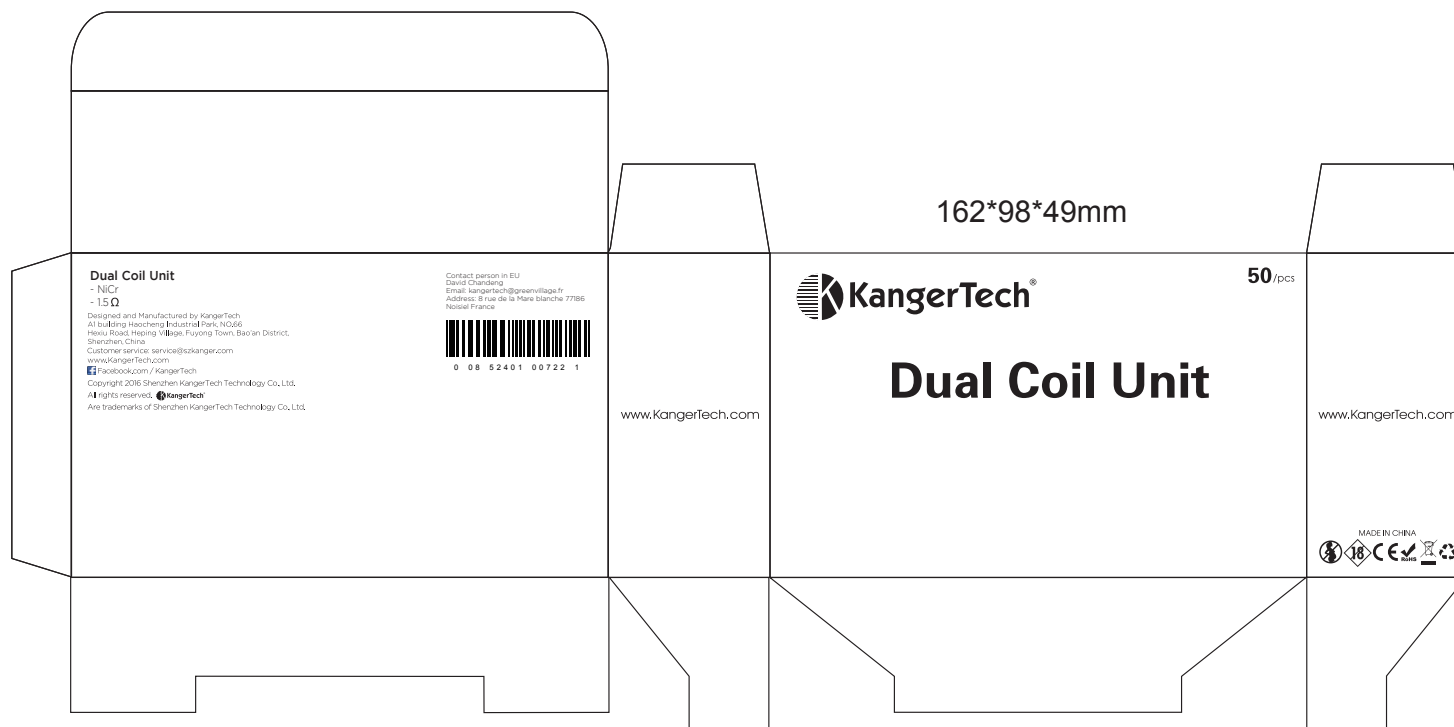 162*98*49mm
Dual Coil Unit
- NiCr
- 1.5 Ω
Designed and Manufactured by KangerTech
A1 building Haocheng Industrial Park, NO.66
Hexiu Road, Heping Village, Fuyong Town, Bao'an District,
Shenzhen, China
Customer service: service@szkanger.com
www.KangerTech.com
Facebook.com / KangerTech
Copyright 2016 Shenzhen KangerTech Technology Co., Ltd.
All rights reserved. KangerTech®
Are trademarks of Shenzhen KangerTech Technology Co., Ltd.
Contact person in EU
David Chandeng
Email: kangertech@greenvillage.fr
Address: 8 rue de la Mare blanche 77186
Noisiel France
0 08 52401 00722 1
www.KangerTech.com
KangerTech®
50/pcs
Dual Coil Unit
www.KangerTech.com
MADE IN CHINA
18 CE RoHS